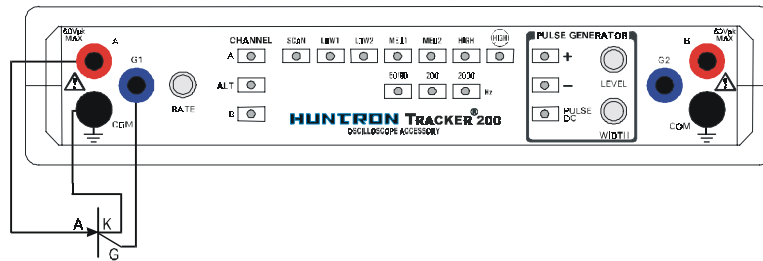 60Vpk
MAX
A
G1
COM
RATE
CHANNEL
A
ALT
B
SCAN LOW1 LOW2 MED1 MED2 HIGH (HIGH)
50/60 200 2000 Hz
HUNTRON TRACKER 200®
OSCILLOSCOPE ACCESSORY
PULSE GENERATOR
+
−
PULSE
DC
LEVEL
WIDTH
B
60Vpk
MAX
G2
COM
A K
G